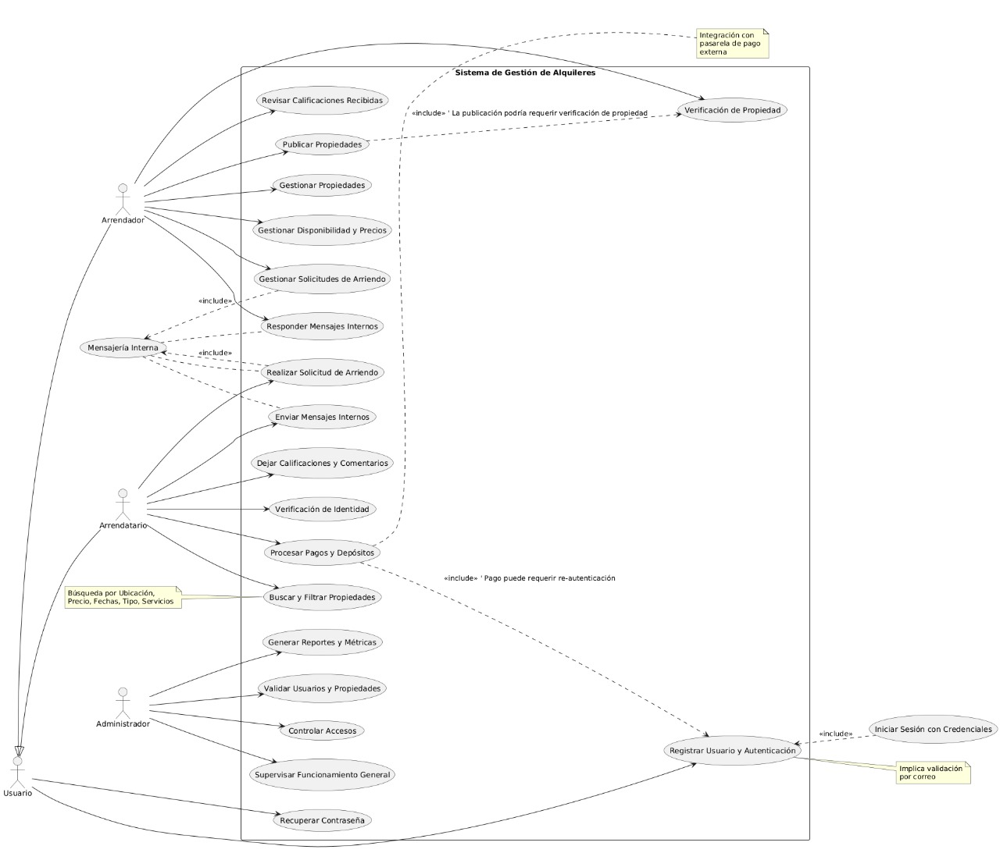 Integración con
pasarela de pago
externa
Sistema de Gestión de Alquileres
Revisar Calificaciones Recibidas
Verificación de Propiedad
«include» ' La publicación podría requerir verificación de propiedad
Publicar Propiedades
Gestionar Propiedades
Arrendador
Gestionar Disponibilidad y Precios
Gestionar Solicitudes de Arriendo
«include»
Responder Mensajes Internos
Mensajería Interna
«include»
Realizar Solicitud de Arriendo
Enviar Mensajes Internos
Dejar Calificaciones y Comentarios
Verificación de Identidad
Arrendatario
Procesar Pagos y Depósitos
«include» ' Pago puede requerir re-autenticación
Búsqueda por Ubicación,
Precio, Fechas, Tipo, Servicios
Buscar y Filtrar Propiedades
Generar Reportes y Métricas
Validar Usuarios y Propiedades
Administrador
Controlar Accesos
Iniciar Sesión con Credenciales
«include»
Registrar Usuario y Autenticación
Implica validación
por correo
Supervisar Funcionamiento General
Usuario
Recuperar Contraseña